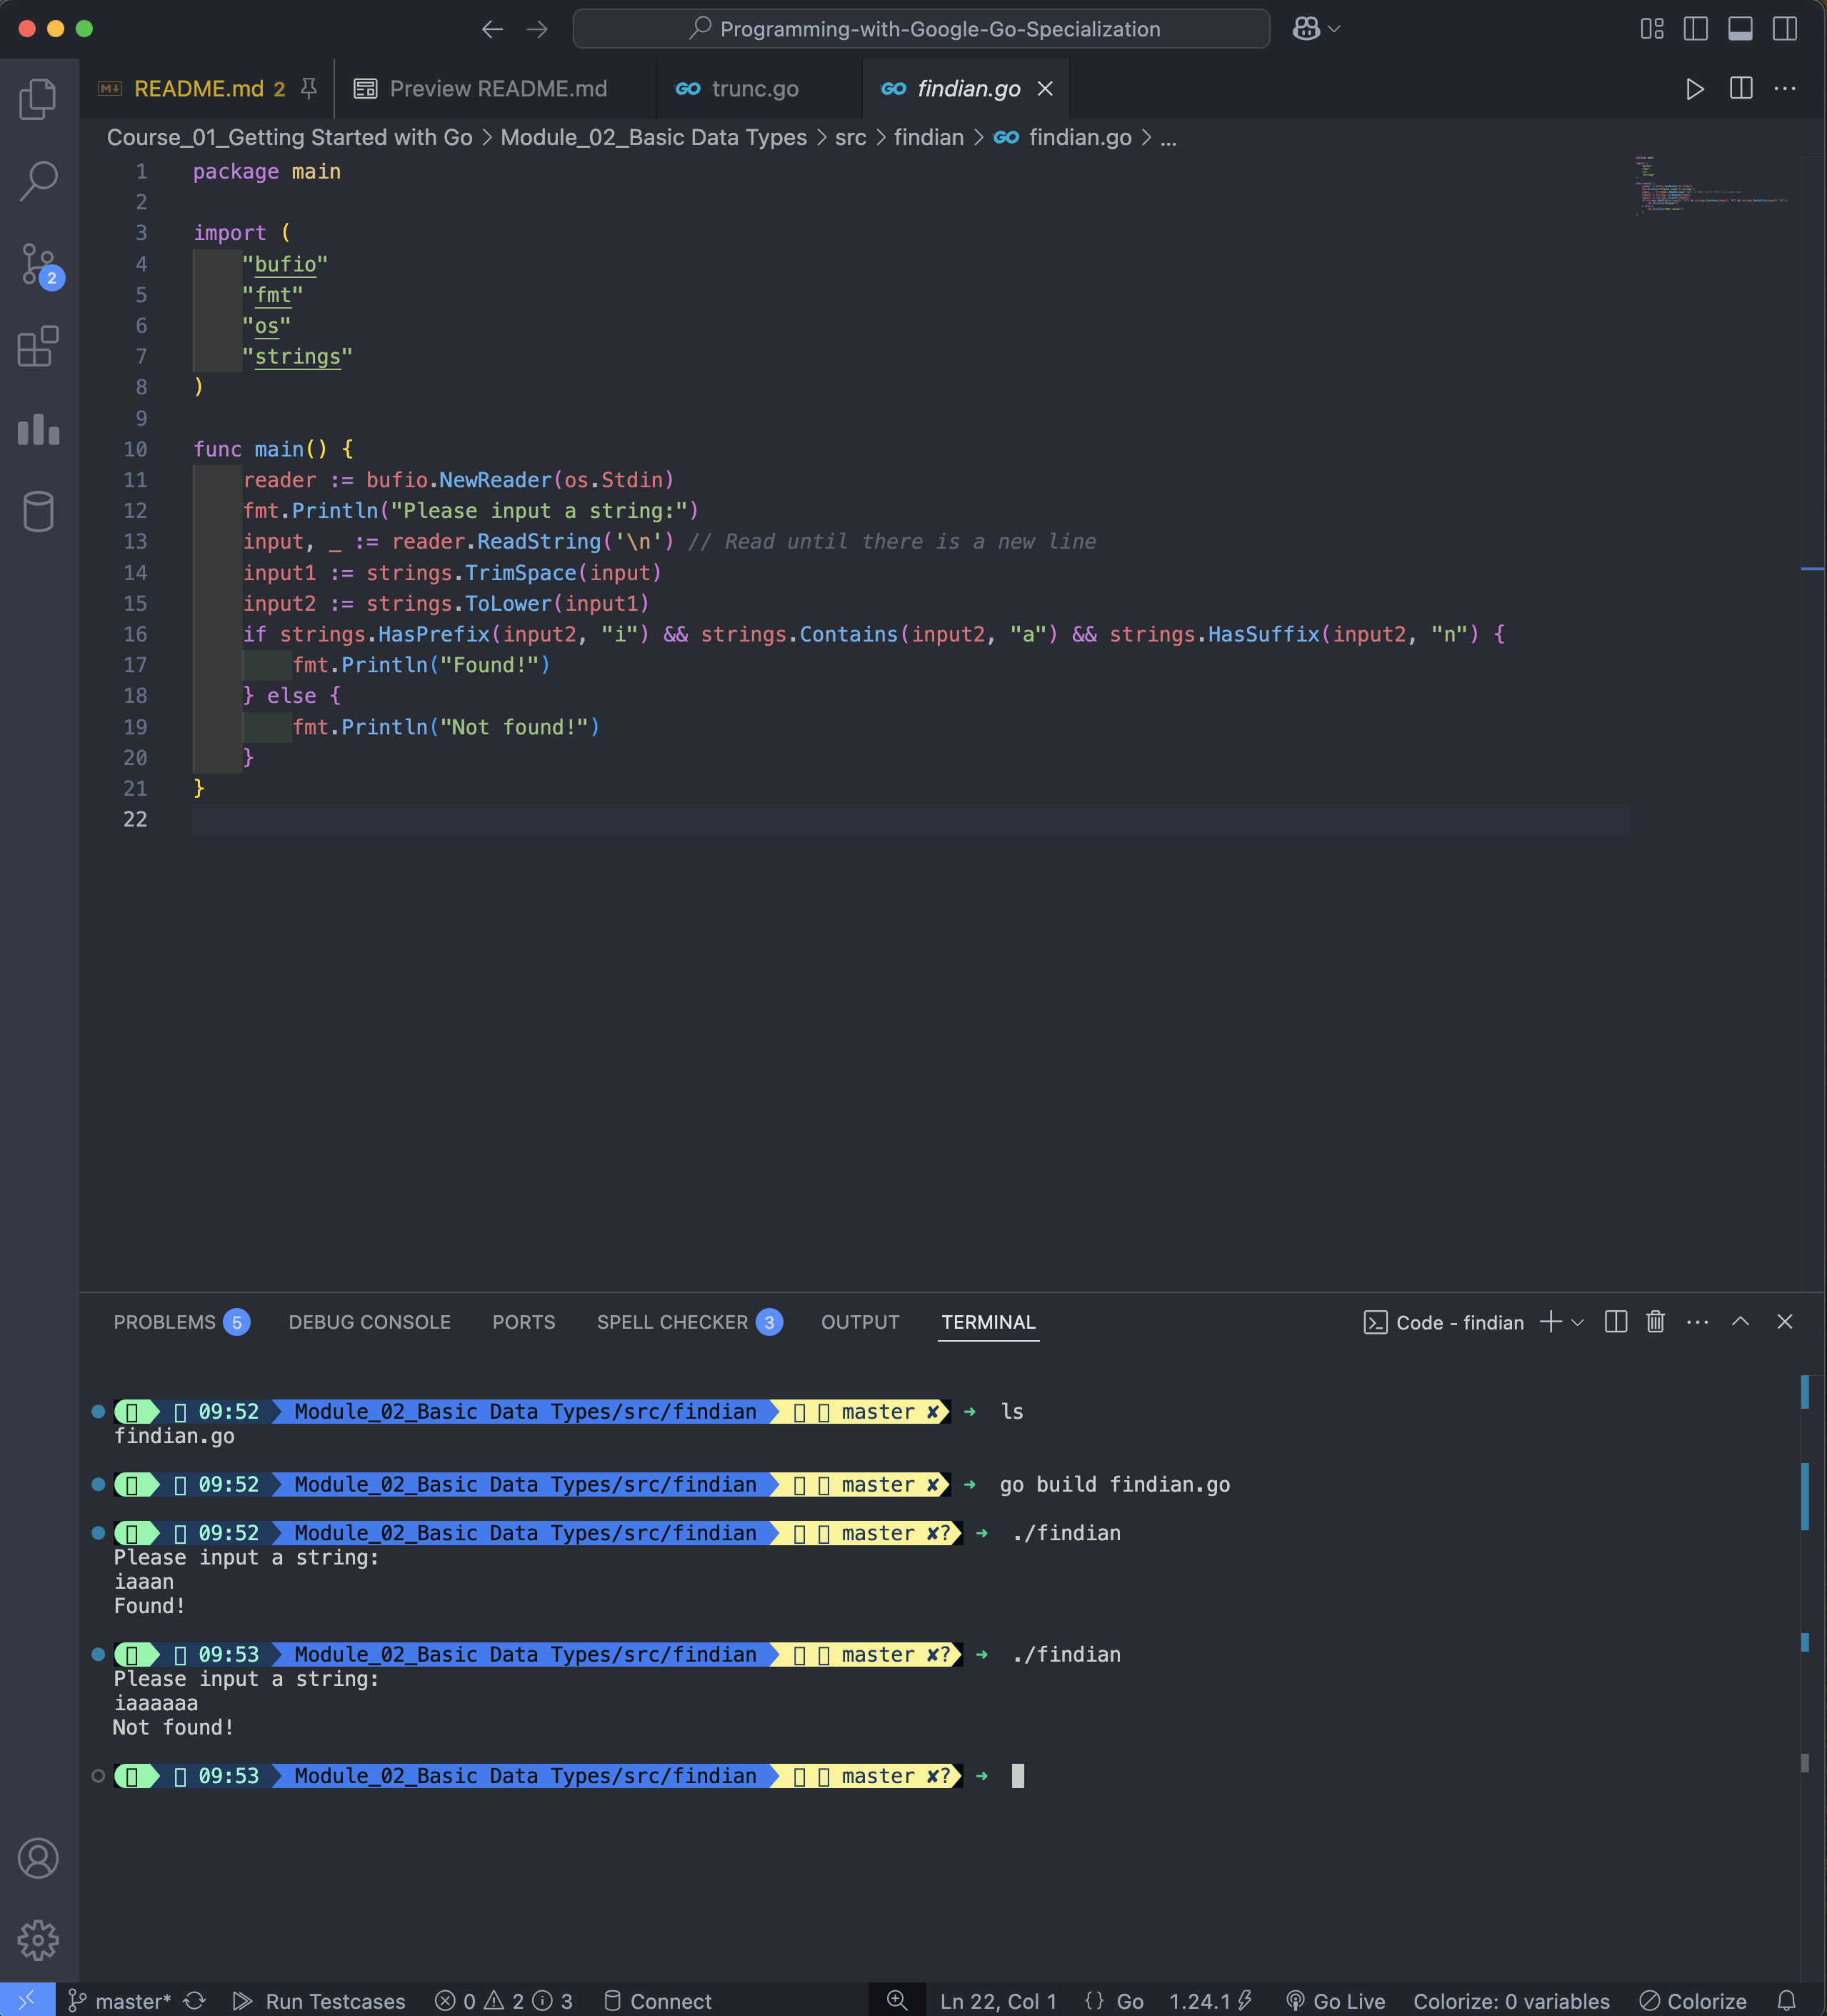 Programming-with-Google-Go-Specialization
README.md 2
Preview README.md
trunc.go
findian.go
Course_01_Getting Started with Go > Module_02_Basic Data Types > src > findian > findian.go > ...
1 package main
2
3 import (
4 "bufio"
5 "fmt"
6 "os"
7 "strings"
8 )
9
10 func main() {
11 reader := bufio.NewReader(os.Stdin)
12 fmt.Println("Please input a string:")
13 input, _ := reader.ReadString('\n') // Read until there is a new line
14 input1 := strings.TrimSpace(input)
15 input2 := strings.ToLower(input1)
16 if strings.HasPrefix(input2, "i") && strings.Contains(input2, "a") && strings.HasSuffix(input2, "n") {
17 fmt.Println("Found!")
18 } else {
19 fmt.Println("Not found!")
20 }
21 }
22
2
PROBLEMS 5 DEBUG CONSOLE PORTS SPELL CHECKER 3 OUTPUT TERMINAL Code - findian
09:52 Module_02_Basic Data Types/src/findian master ✘ ➜ ls
findian.go
09:52 Module_02_Basic Data Types/src/findian master ✘ ➜ go build findian.go
09:52 Module_02_Basic Data Types/src/findian master ✘? ➜ ./findian
Please input a string:
iaaan
Found!
09:53 Module_02_Basic Data Types/src/findian master ✘? ➜ ./findian
Please input a string:
iaaaaaa
Not found!
09:53 Module_02_Basic Data Types/src/findian master ✘? ➜
master* Run Testcases 0 2 3 Connect Ln 22, Col 1 {} Go 1.24.1 Go Live Colorize: 0 variables Colorize